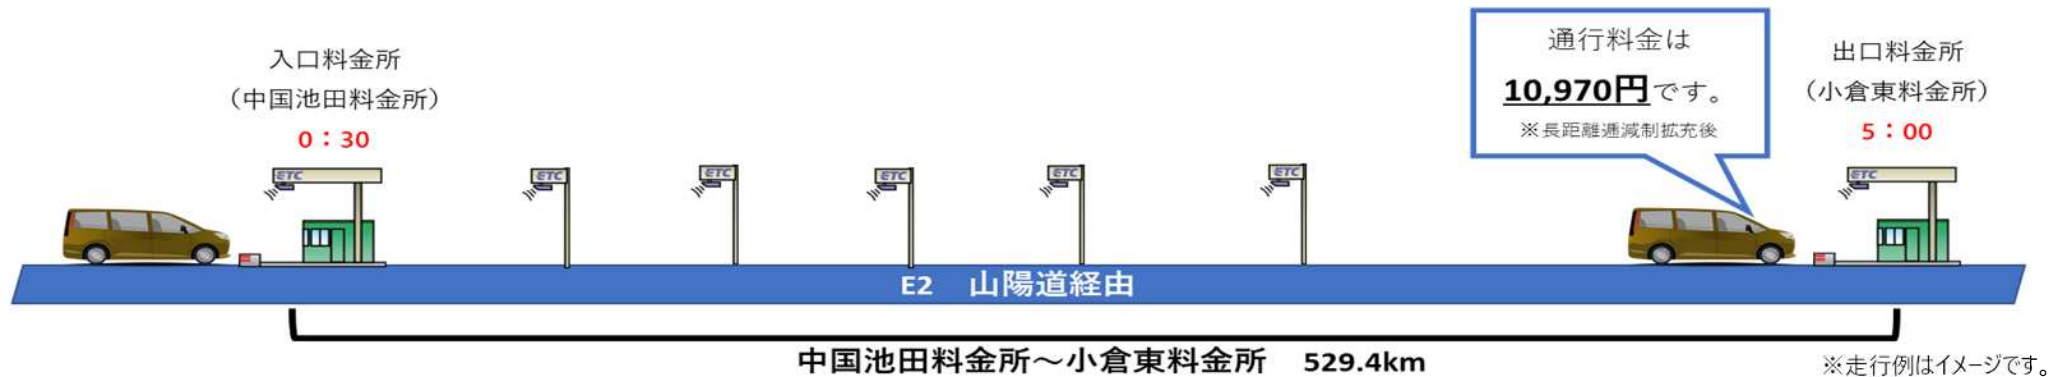 入口料金所
(中国池田料金所)
0：30
通行料金は
10,970円です。
※長距離逓減制拡充後
出口料金所
(小倉東料金所)
5：00
ETC
ETC
ETC
ETC
ETC
ETC
ETC
E2 山陽道経由
中国池田料金所～小倉東料金所 529.4km
※走行例はイメージです。